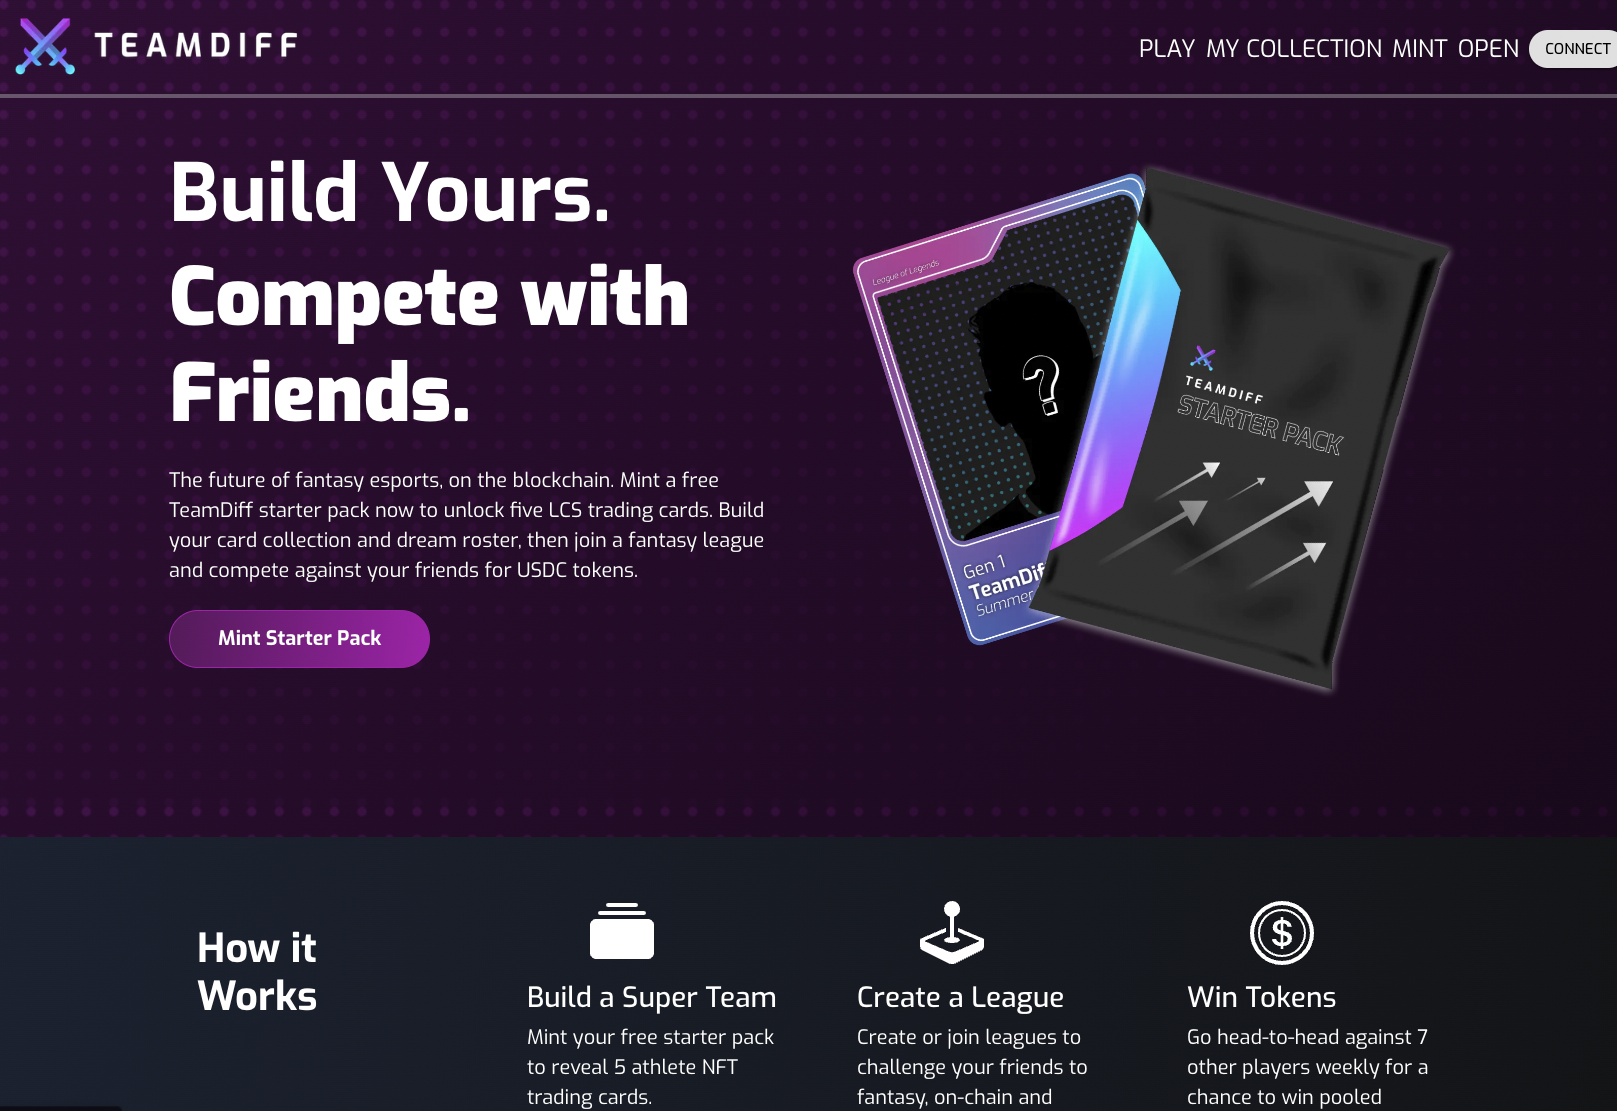 TEAMDIFF
PLAY MY COLLECTION MINT OPEN CONNECT
Build Yours.
Compete with
Friends.
The future of fantasy esports, on the blockchain. Mint a free
TeamDiff starter pack now to unlock five LCS trading cards. Build
your card collection and dream roster, then join a fantasy league
and compete against your friends for USDC tokens.
Mint Starter Pack
League of Legends
?
Gen 1
TeamDif
Summer
TEAMDIFF
STARTER PACK
How it
Works
Build a Super Team
Mint your free starter pack
to reveal 5 athlete NFT
trading cards.
Create a League
Create or join leagues to
challenge your friends to
fantasy, on-chain and
$
Win Tokens
Go head-to-head against 7
other players weekly for a
chance to win pooled